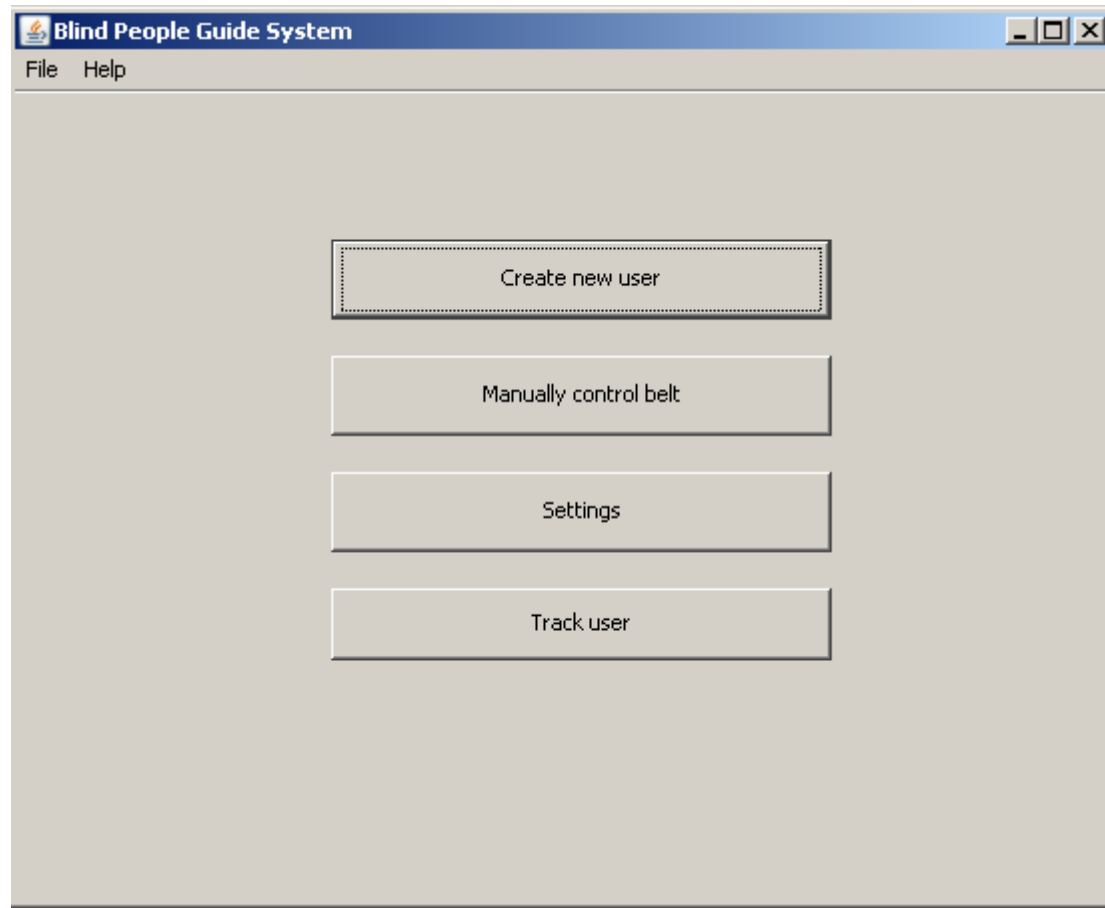 Blind People Guide System
File Help
Create new user
Manually control belt
Settings
Track user